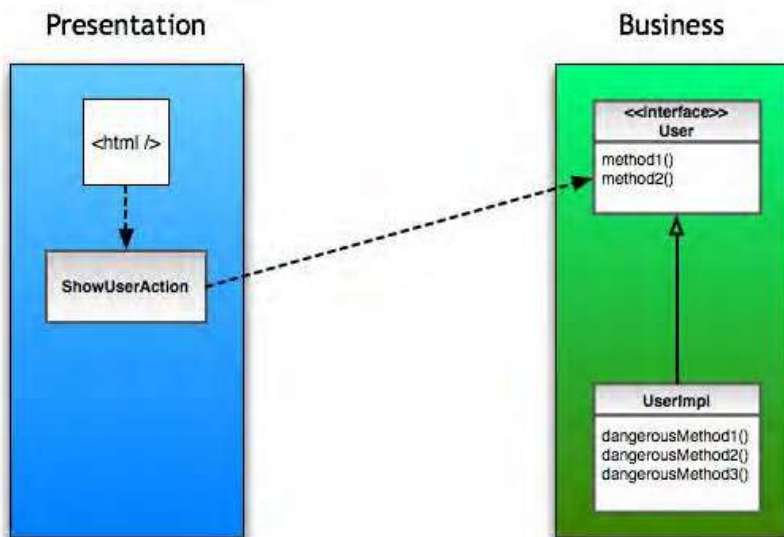 Presentation
Business
<html />
ShowUserAction
<<interface>>
User
method1()
method2()
UserImpl
dangerousMethod1()
dangerousMethod2()
dangerousMethod3()